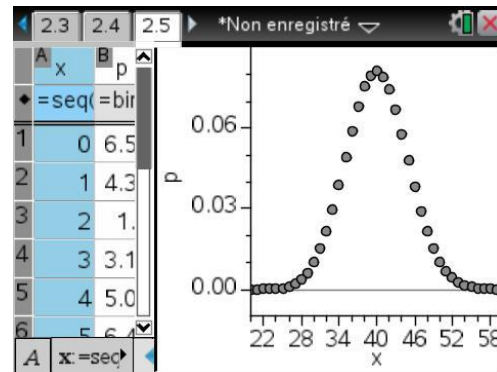 2.3 2.4 2.5 *Non enregistré
A x B p
=seq( =bin
1 0 6.5
2 1 4.3
3 2 1.
4 3 3.1
5 4 5.0
6 5 6.4
A x:=seq
0.06
p
0.03
0.00
22 28 34 40 46 52 58
x